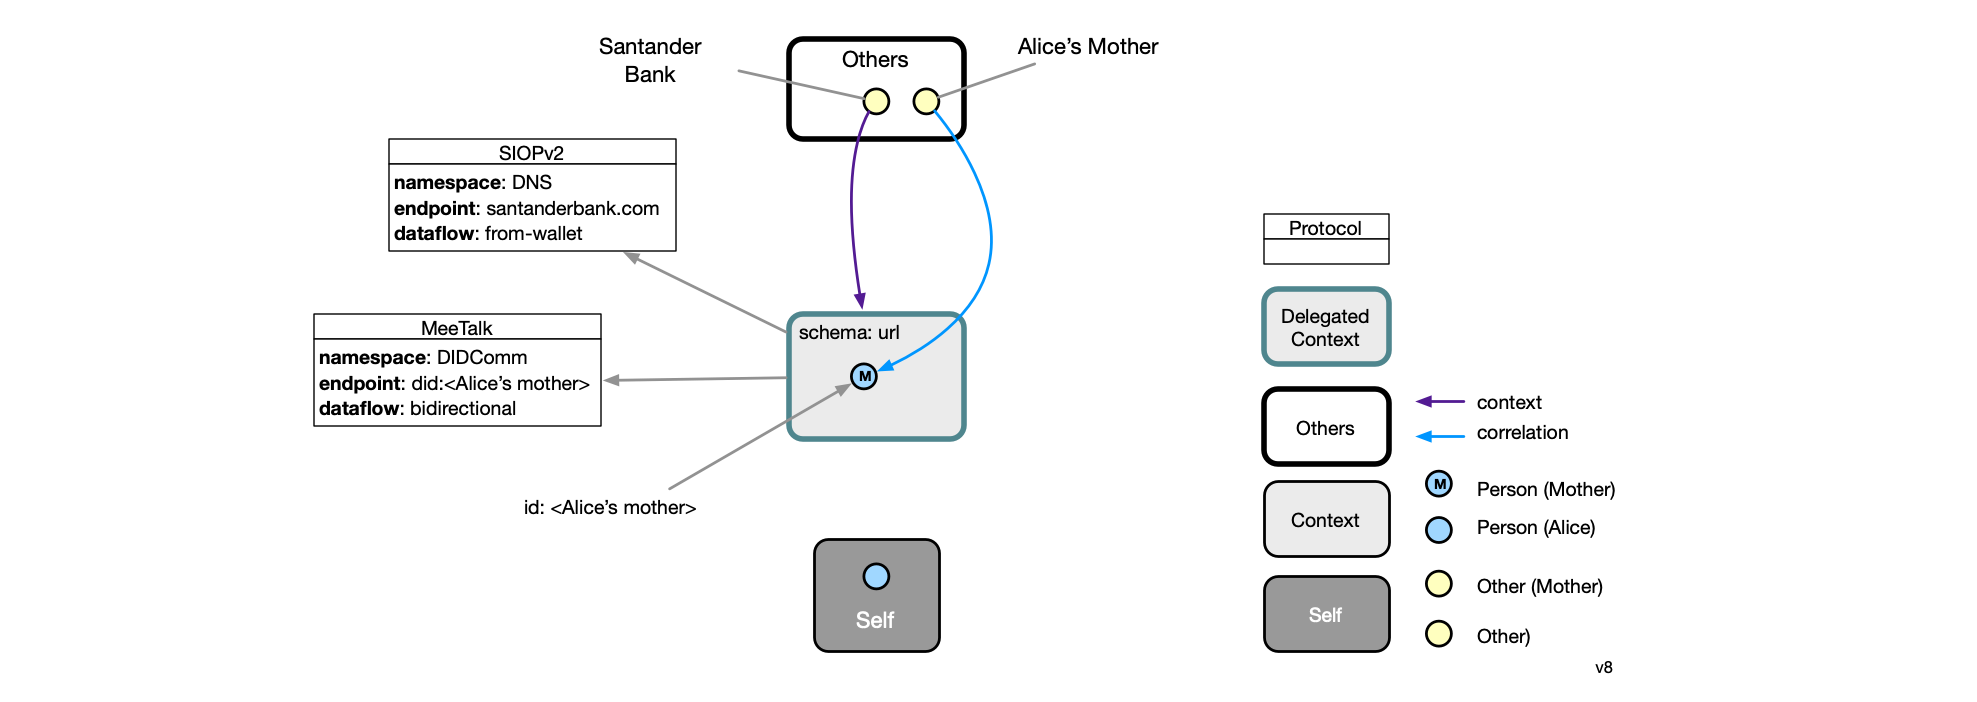 Santander
Bank
Others
Alice's Mother
SIOPv2
namespace: DNS
endpoint: santanderbank.com
dataflow: from-wallet
MeeTalk
namespace: DIDComm
endpoint: did:<Alice's mother>
dataflow: bidirectional
schema: url
M
id: <Alice's mother>
Self
Protocol
Delegated
Context
Others
context
correlation
Context
M Person (Mother)
Person (Alice)
Self
Other (Mother)
Other)
v8